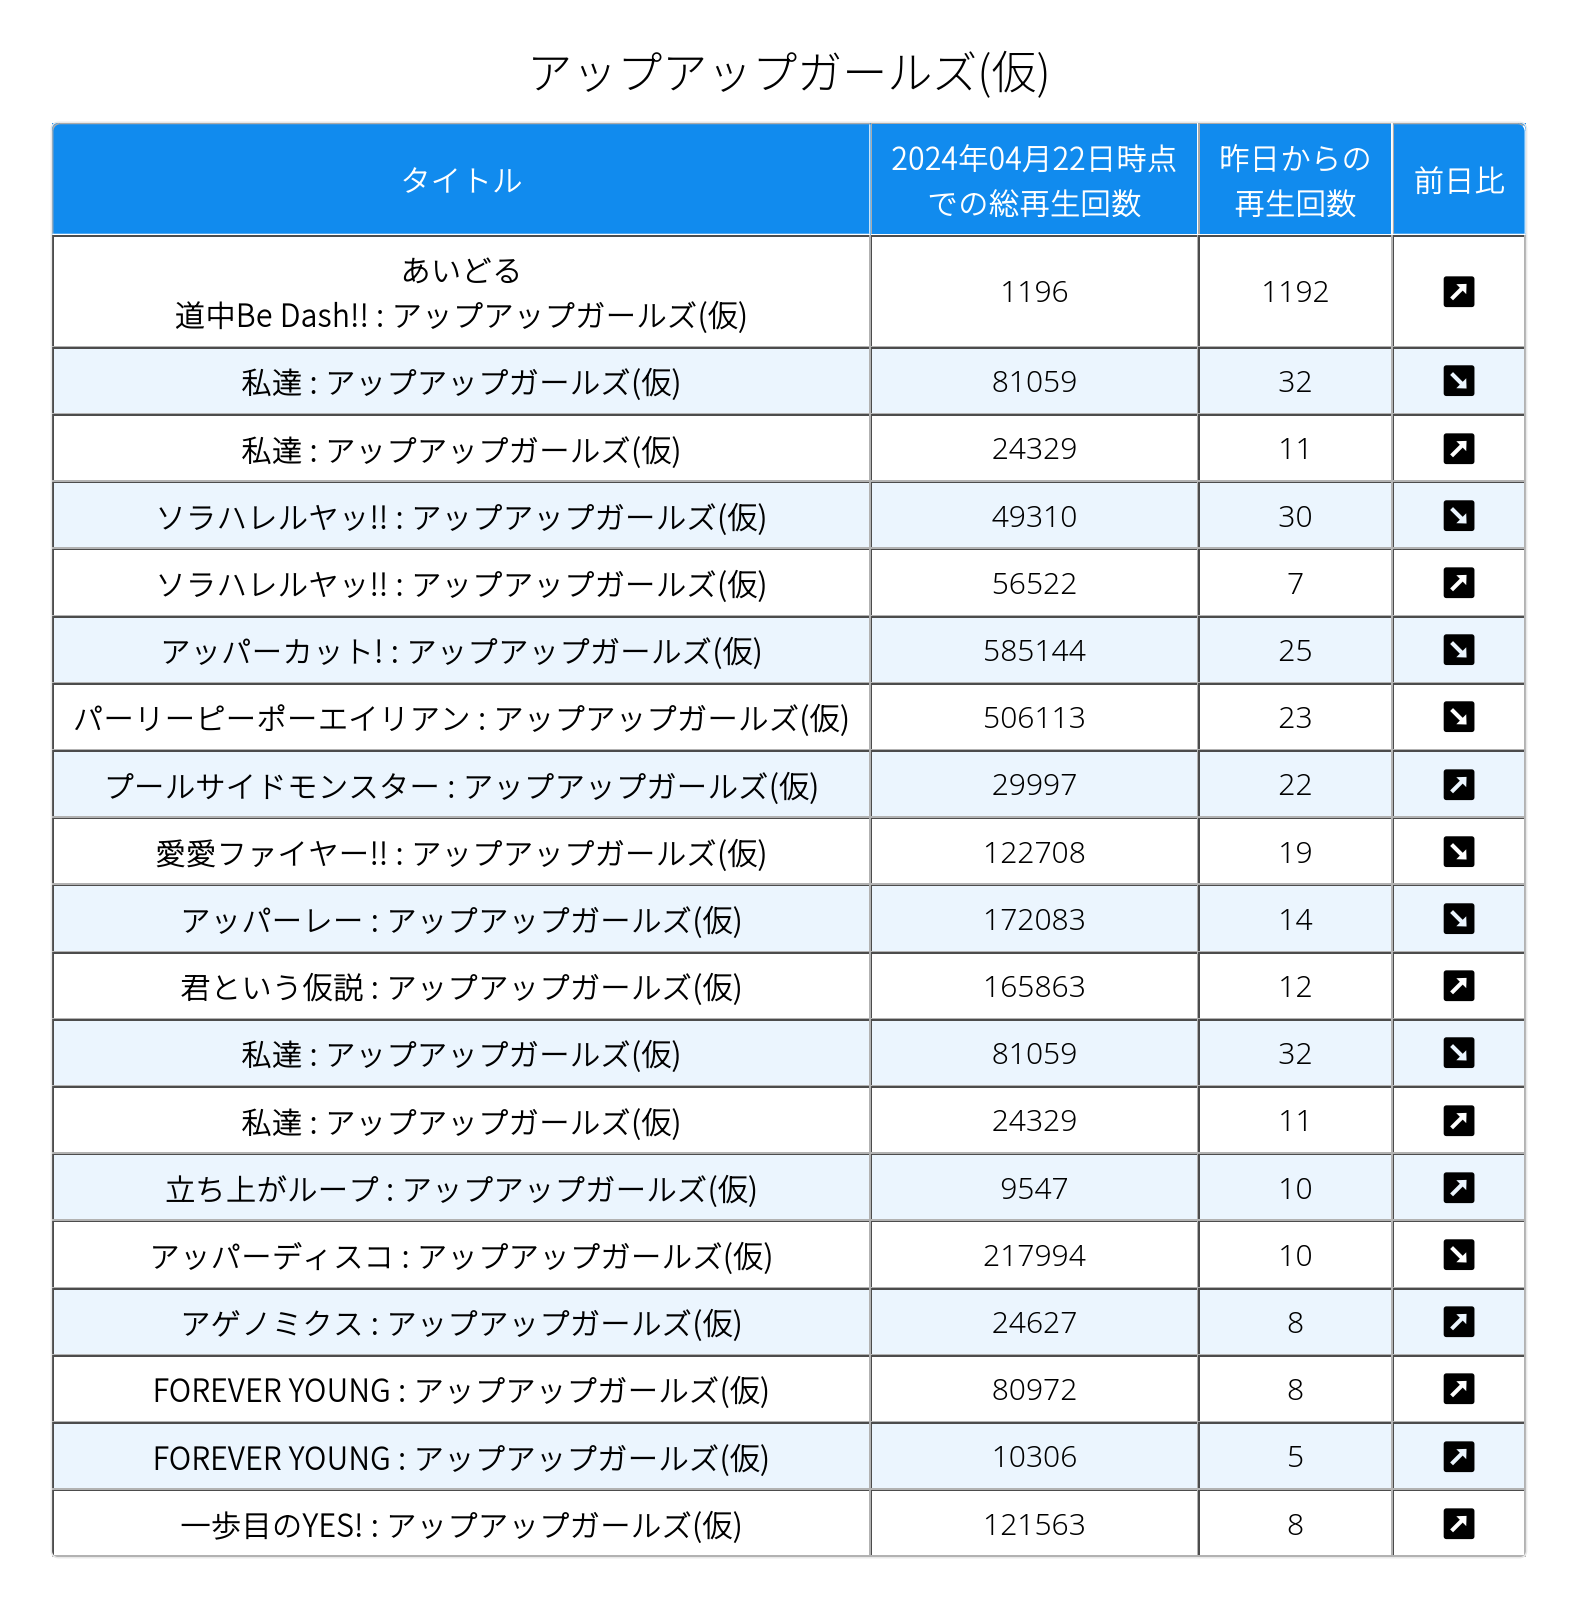 アップアップガールズ(仮)
タイトル 2024年04月22日時点での総再生回数 昨日からの再生回数 前日比
あいどる
道中Be Dash!! : アップアップガールズ(仮) 1196 1192 ↗
私達 : アップアップガールズ(仮) 81059 32 ↘
私達 : アップアップガールズ(仮) 24329 11 ↗
ソラハレルヤッ!! : アップアップガールズ(仮) 49310 30 ↘
ソラハレルヤッ!! : アップアップガールズ(仮) 56522 7 ↗
アッパーカット! : アップアップガールズ(仮) 585144 25 ↘
パーリーピーポーエイリアン : アップアップガールズ(仮) 506113 23 ↘
プールサイドモンスター : アップアップガールズ(仮) 29997 22 ↗
愛愛ファイヤー!! : アップアップガールズ(仮) 122708 19 ↘
アッパーレー : アップアップガールズ(仮) 172083 14 ↘
君という仮説 : アップアップガールズ(仮) 165863 12 ↗
私達 : アップアップガールズ(仮) 81059 32 ↘
私達 : アップアップガールズ(仮) 24329 11 ↗
立ち上がループ : アップアップガールズ(仮) 9547 10 ↗
アッパーディスコ : アップアップガールズ(仮) 217994 10 ↘
アゲノミクス : アップアップガールズ(仮) 24627 8 ↗
FOREVER YOUNG : アップアップガールズ(仮) 80972 8 ↗
FOREVER YOUNG : アップアップガールズ(仮) 10306 5 ↗
一歩目のYES! : アップアップガールズ(仮) 121563 8 ↗